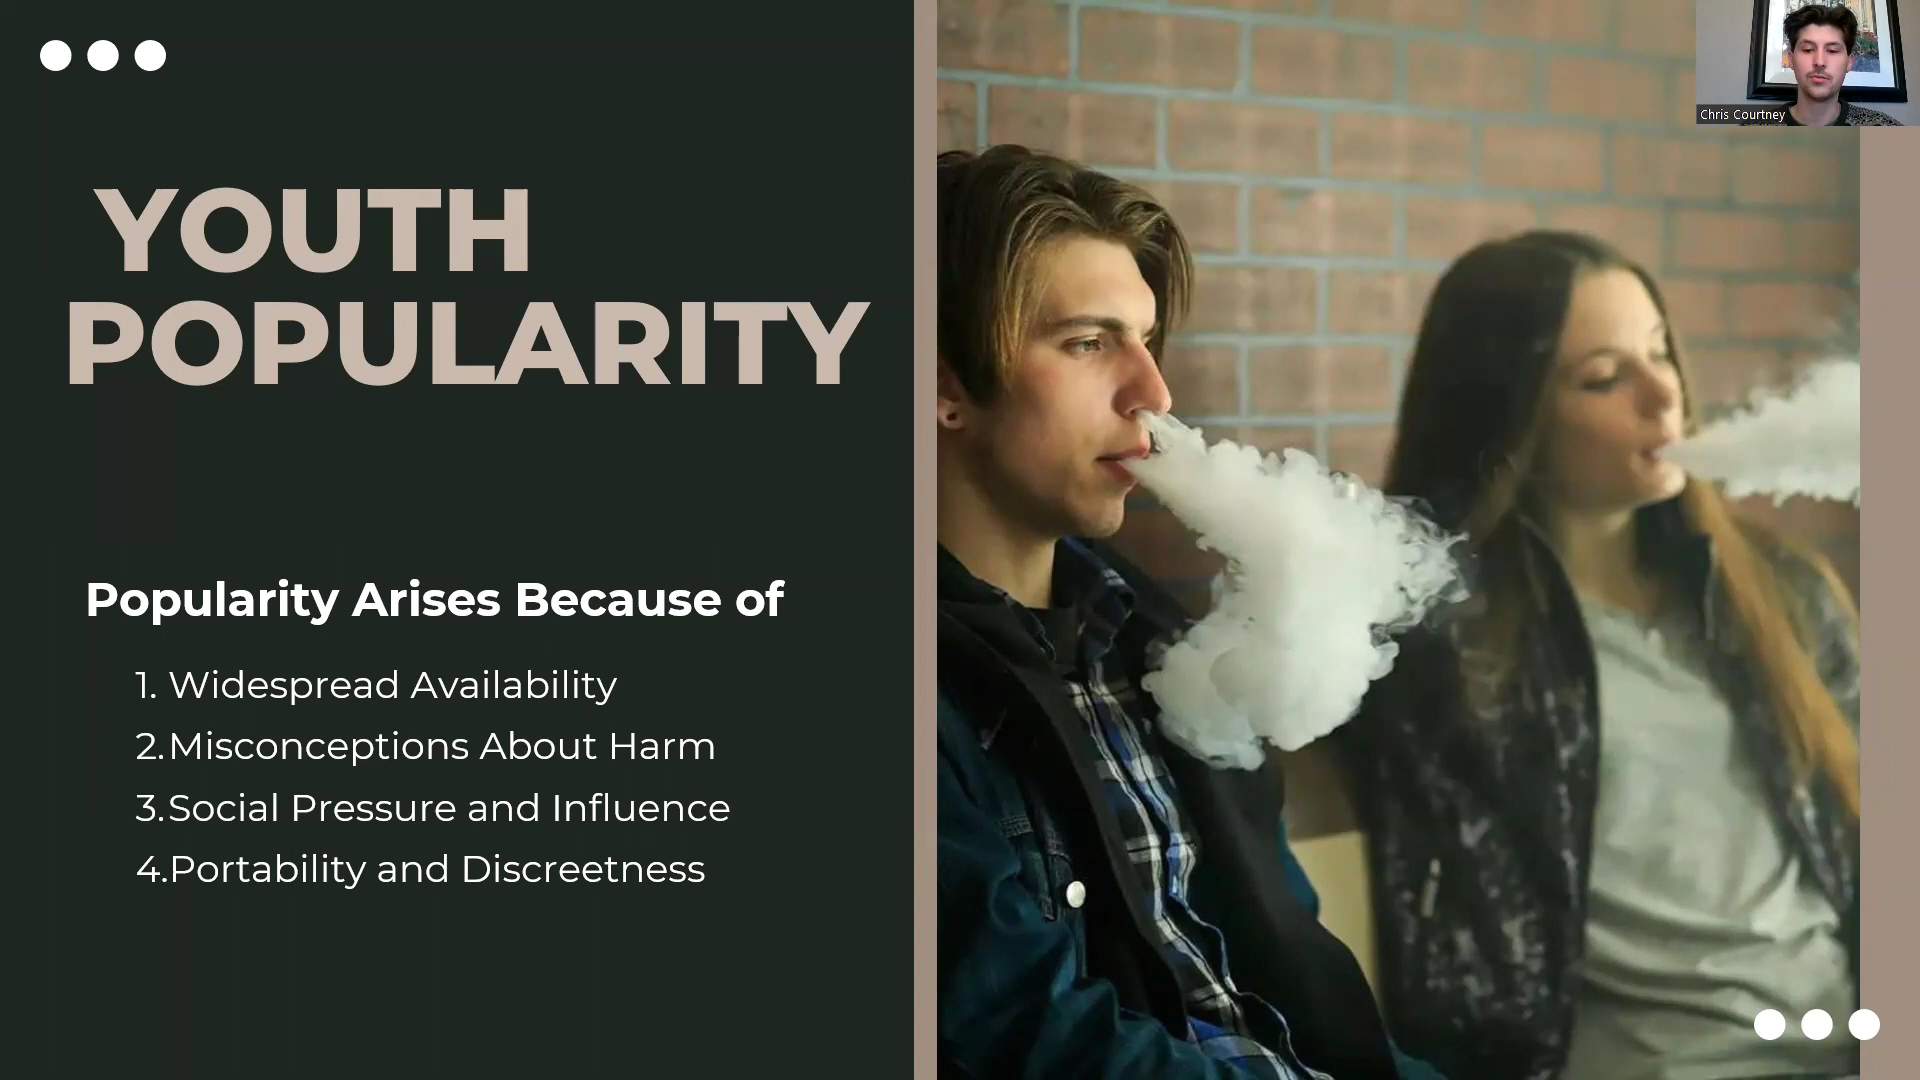 YOUTH
POPULARITY
Popularity Arises Because of
1. Widespread Availability
2. Misconceptions About Harm
3. Social Pressure and Influence
4. Portability and Discreetness
Chris Courtney